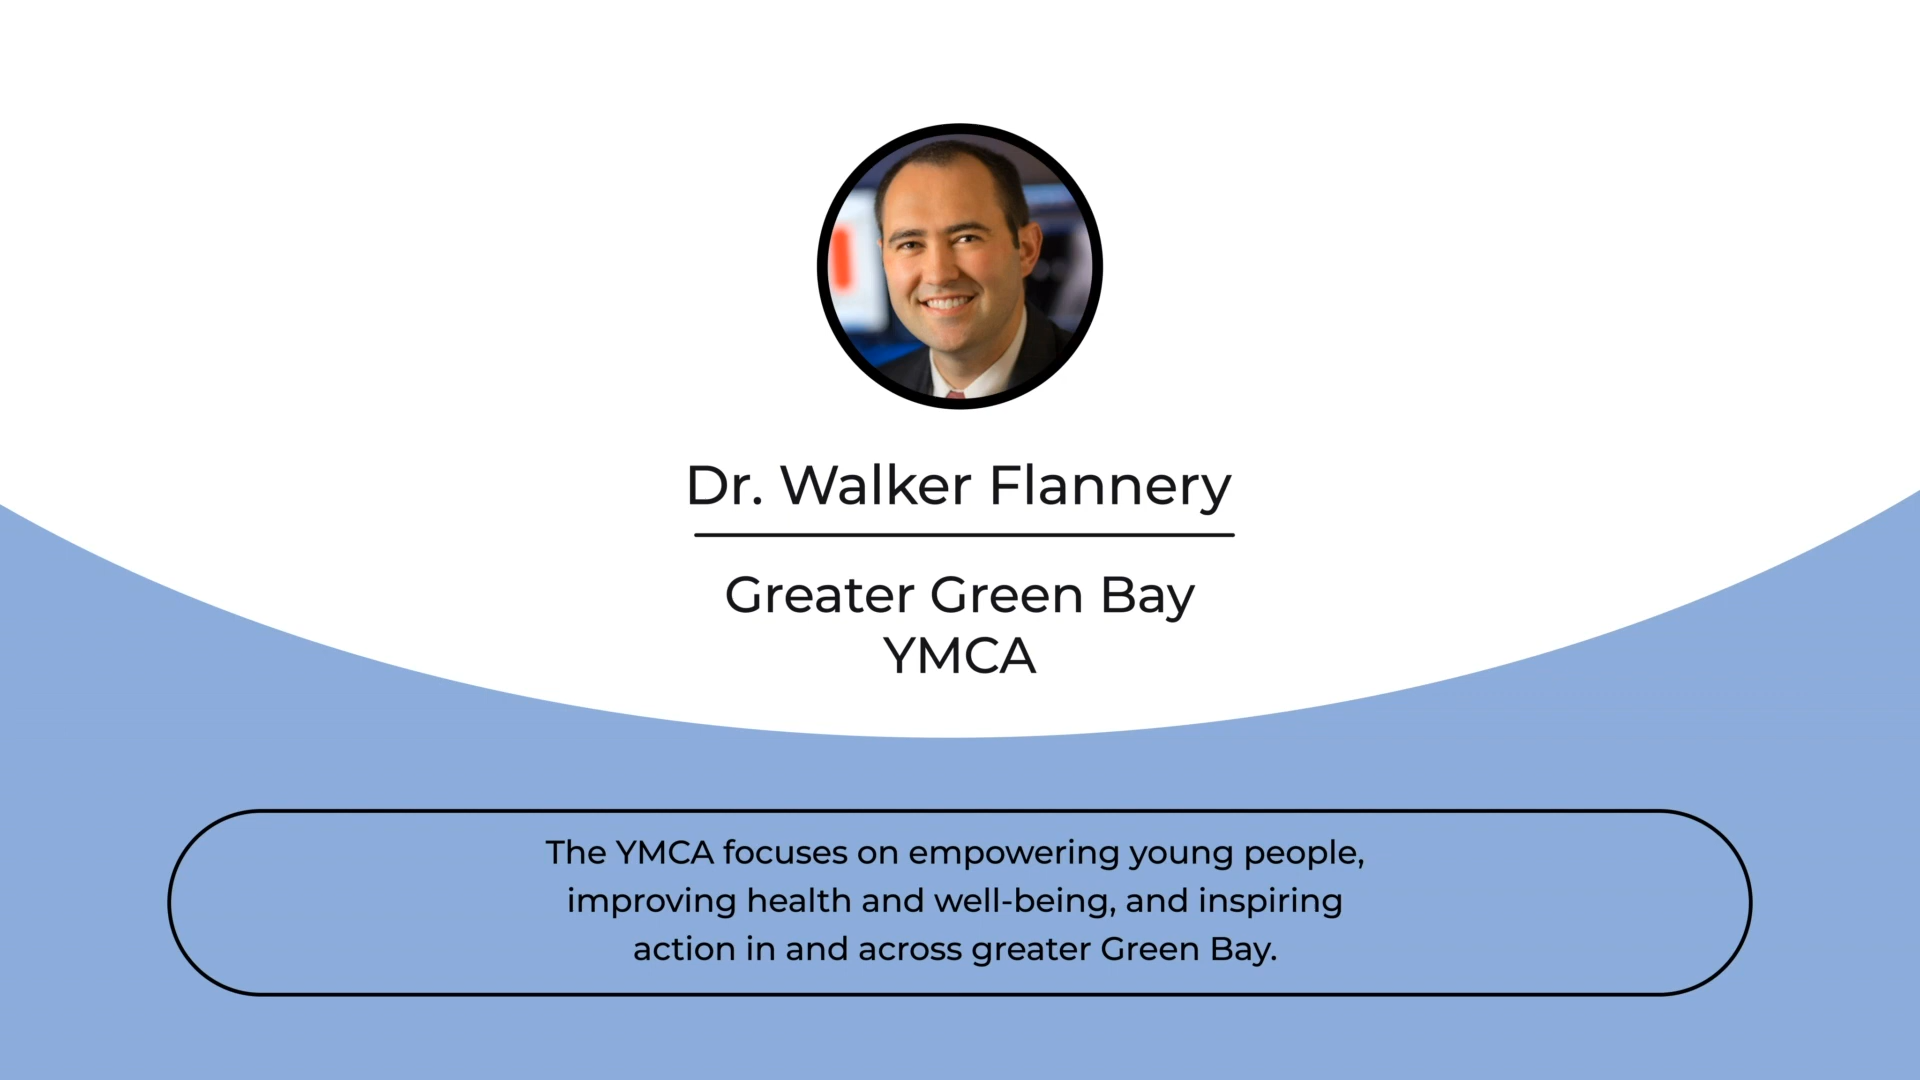 Dr. Walker Flannery
Greater Green Bay
YMCA
The YMCA focuses on empowering young people,
improving health and well-being, and inspiring
action in and across greater Green Bay.